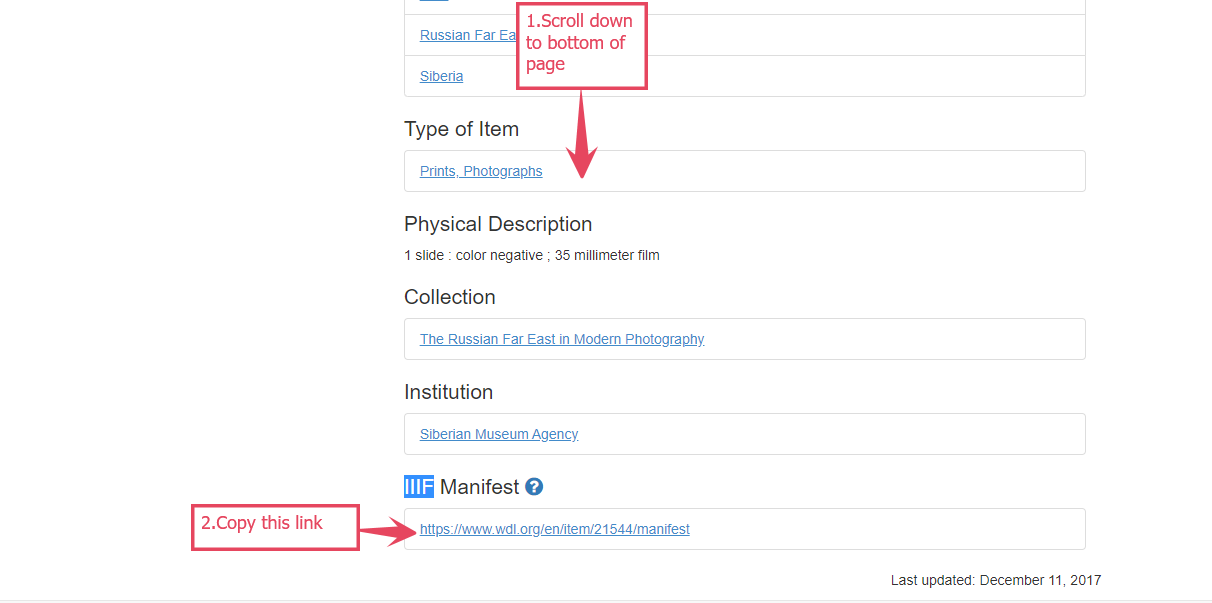 Russian Far Ea
1.Scroll down
to bottom of
page
Siberia
Type of Item
Prints, Photographs
Physical Description
1 slide : color negative ; 35 millimeter film
Collection
The Russian Far East in Modern Photography
Institution
Siberian Museum Agency
IIIF Manifest ?
2.Copy this link
https://www.wdl.org/en/item/21544/manifest
Last updated: December 11, 2017